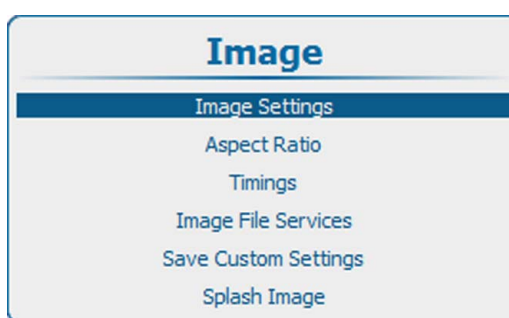 Image
Image Settings
Aspect Ratio
Timings
Image File Services
Save Custom Settings
Splash Image